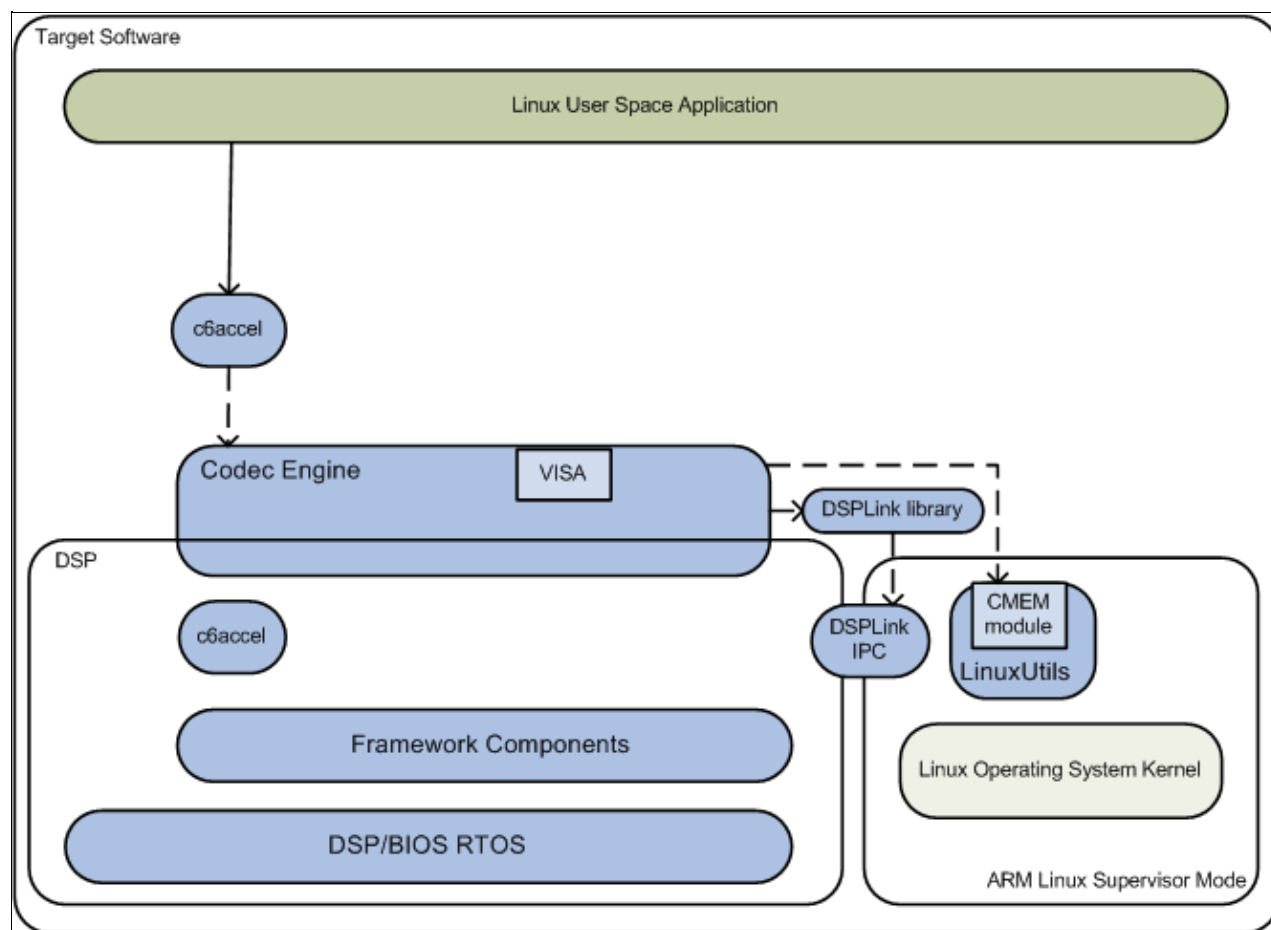 Target Software
Linux User Space Application
c6accel
Codec Engine
VISA
DSPLink library
DSP
c6accel
DSPLink
IPC
CMEM
module
LinuxUtils
Framework Components
Linux Operating System Kernel
DSP/BIOS RTOS
ARM Linux Supervisor Mode